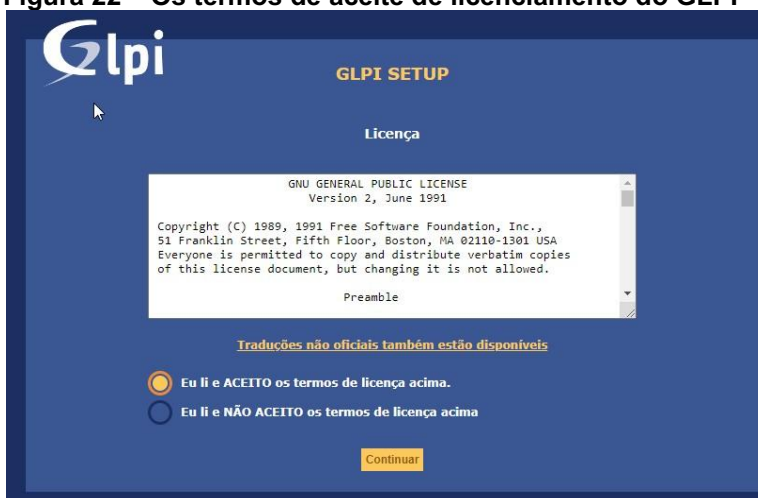 Figura 22 – Os termos de aceite de licenciamento do GLPI
Glpi
GLPI SETUP
Licença
GNU GENERAL PUBLIC LICENSE
Version 2, June 1991
Copyright (C) 1989, 1991 Free Software Foundation, Inc.,
51 Franklin Street, Fifth Floor, Boston, MA 02110-1301 USA
Everyone is permitted to copy and distribute verbatim copies
of this license document, but changing it is not allowed.
Preamble
Traduções não oficiais também estão disponíveis
Eu li e ACEITO os termos de licença acima.
Eu li e NÃO ACEITO os termos de licença acima
Continuar